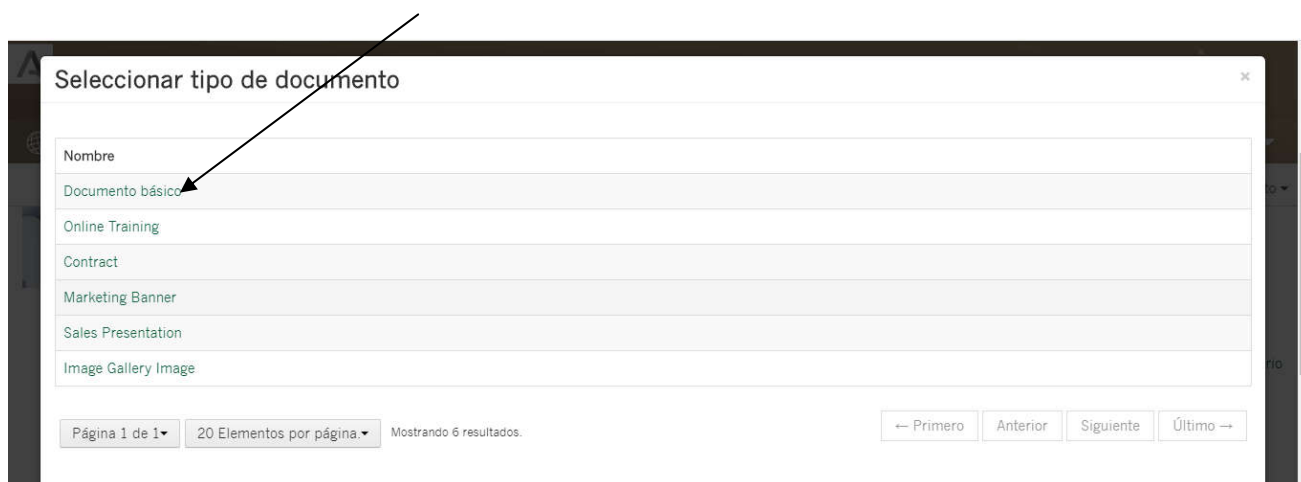 A
Seleccionar tipo de documento
×
Nombre
Documento básico
Online Training
Contract
Marketing Banner
Sales Presentation
Image Gallery Image
Página 1 de 1 20 Elementos por página. Mostrando 6 resultados. ← Primero Anterior Siguiente Último →